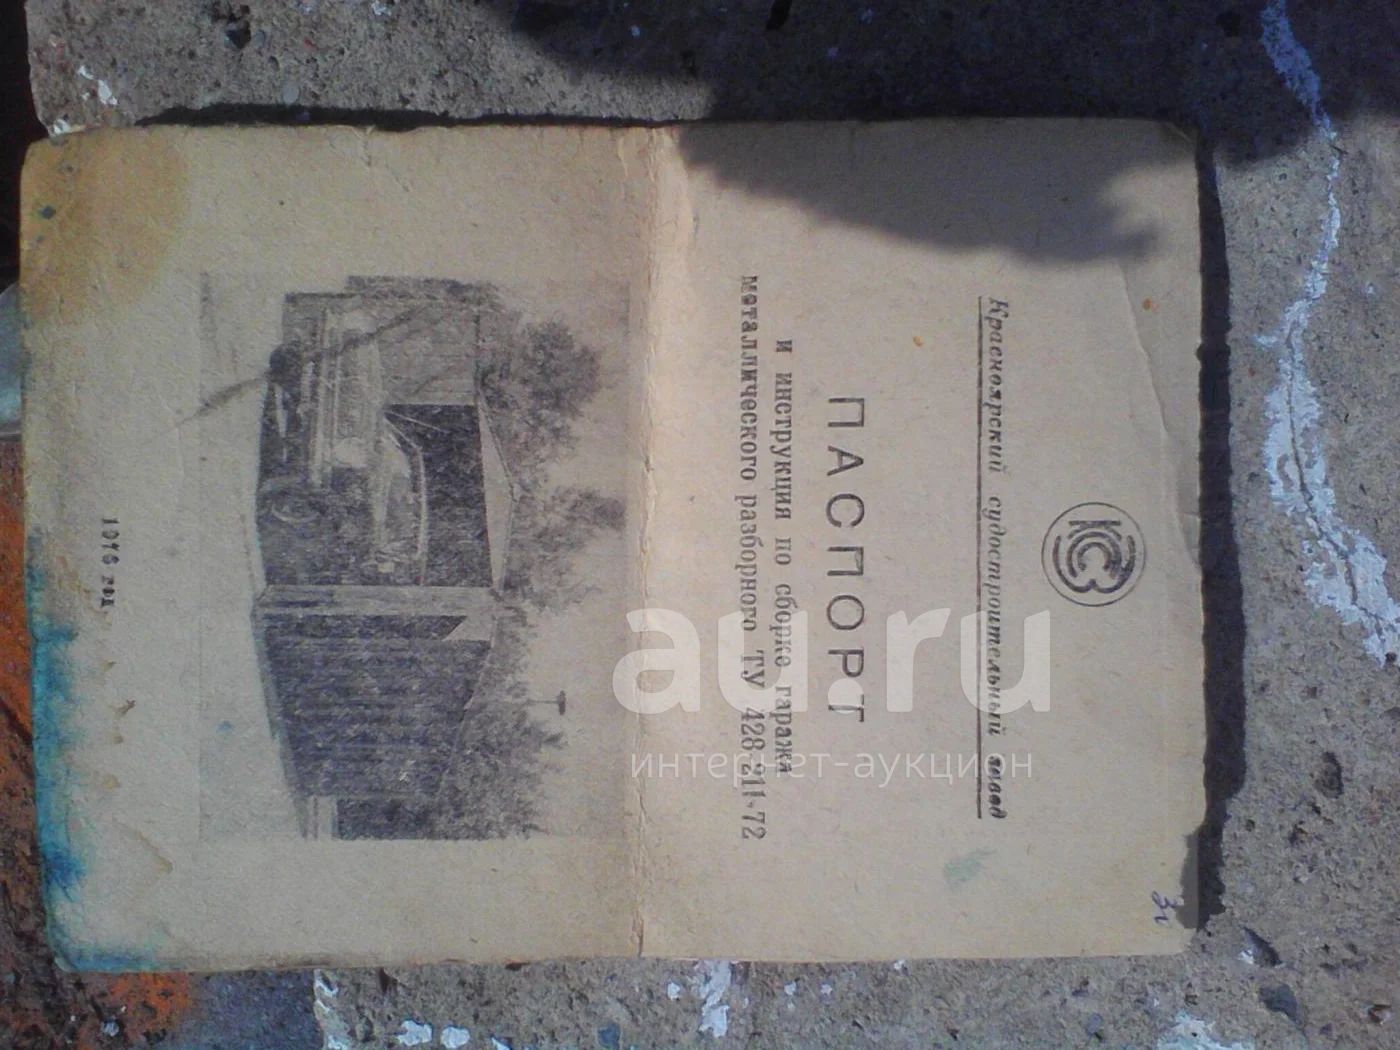 КСЗ
Красноярский судостроительный завод
ПАСПОРТ
и инструкция по сборке гаража
металлического разборного ТУ 428-211-72
год
au.ru
интернет-аукцион